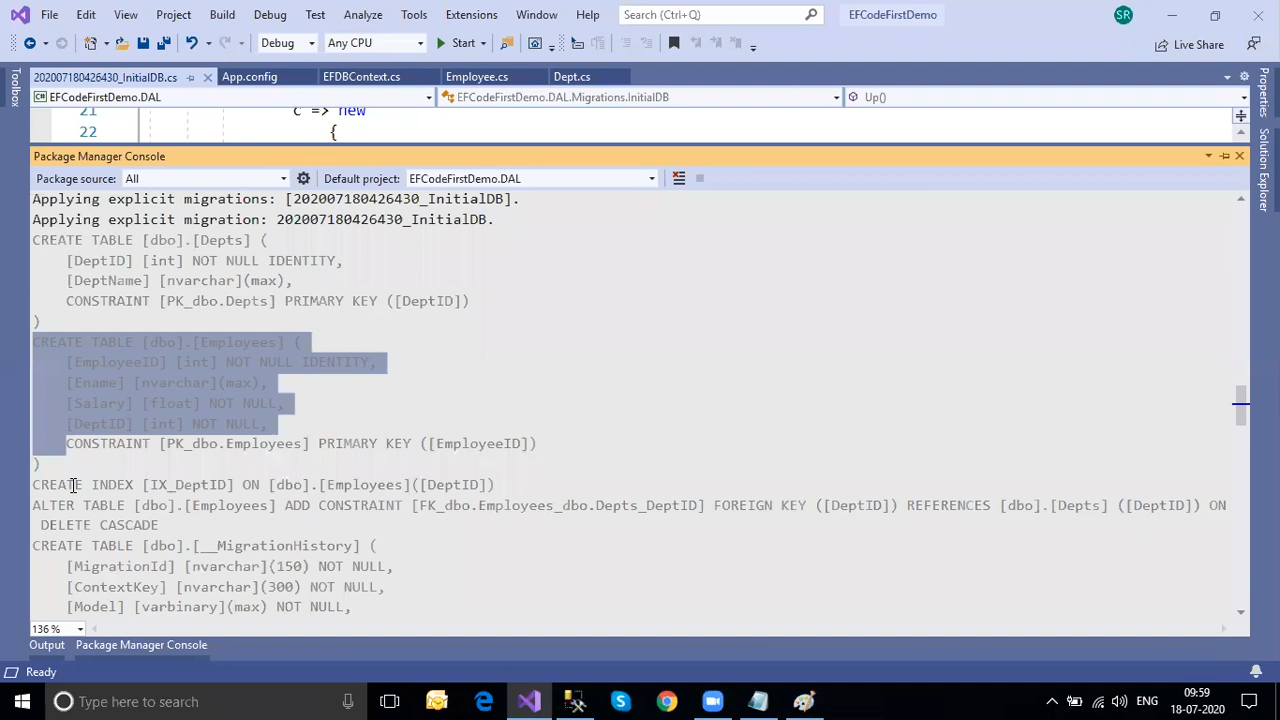 File Edit View Project Build Debug Test Analyze Tools Extensions Window Help Search (Ctrl+Q) EFCodeFirstDemo SR
Debug Any CPU Start Live Share
202007180426430_InitialDB.cs App.config EFDBContext.cs Employee.cs Dept.cs
EFCodeFirstDemo.DAL EFCodeFirstDemo.DAL.Migrations.InitialDB Up()
Toolbox
Properties
Solution Explorer
21 c => new
22 {
Package Manager Console
Package source: All Default project: EFCodeFirstDemo.DAL
Applying explicit migrations: [202007180426430_InitialDB].
Applying explicit migration: 202007180426430_InitialDB.
CREATE TABLE [dbo].[Depts] (
[DeptID] [int] NOT NULL IDENTITY,
[DeptName] [nvarchar](max),
CONSTRAINT [PK_dbo.Depts] PRIMARY KEY ([DeptID])
)
CREATE TABLE [dbo].[Employees] (
[EmployeeID] [int] NOT NULL IDENTITY,
[Ename] [nvarchar](max),
[Salary] [float] NOT NULL,
[DeptID] [int] NOT NULL,
CONSTRAINT [PK_dbo.Employees] PRIMARY KEY ([EmployeeID])
)
CREATE INDEX [IX_DeptID] ON [dbo].[Employees]([DeptID])
ALTER TABLE [dbo].[Employees] ADD CONSTRAINT [FK_dbo.Employees_dbo.Depts_DeptID] FOREIGN KEY ([DeptID]) REFERENCES [dbo].[Depts] ([DeptID]) ON
DELETE CASCADE
CREATE TABLE [dbo].[__MigrationHistory] (
[MigrationId] [nvarchar](150) NOT NULL,
[ContextKey] [nvarchar](300) NOT NULL,
[Model] [varbinary](max) NOT NULL,
136 %
Output Package Manager Console
Ready
Type here to search ENG 09:59
18-07-2020